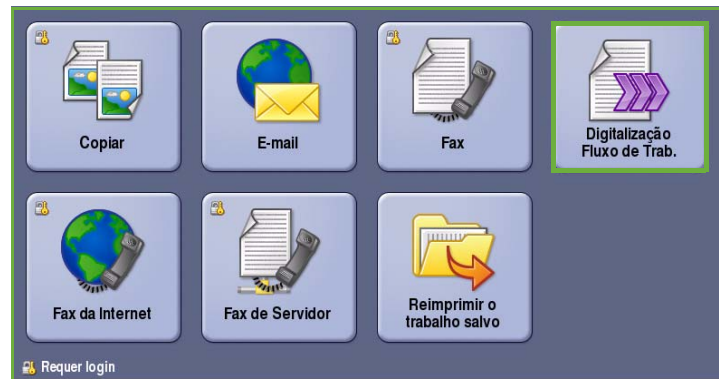 Copiar
E-mail
Fax
Digitalização
Fluxo de Trab.
Fax da Internet
Fax de Servidor
Reimprimir o
trabalho salvo
Requer login